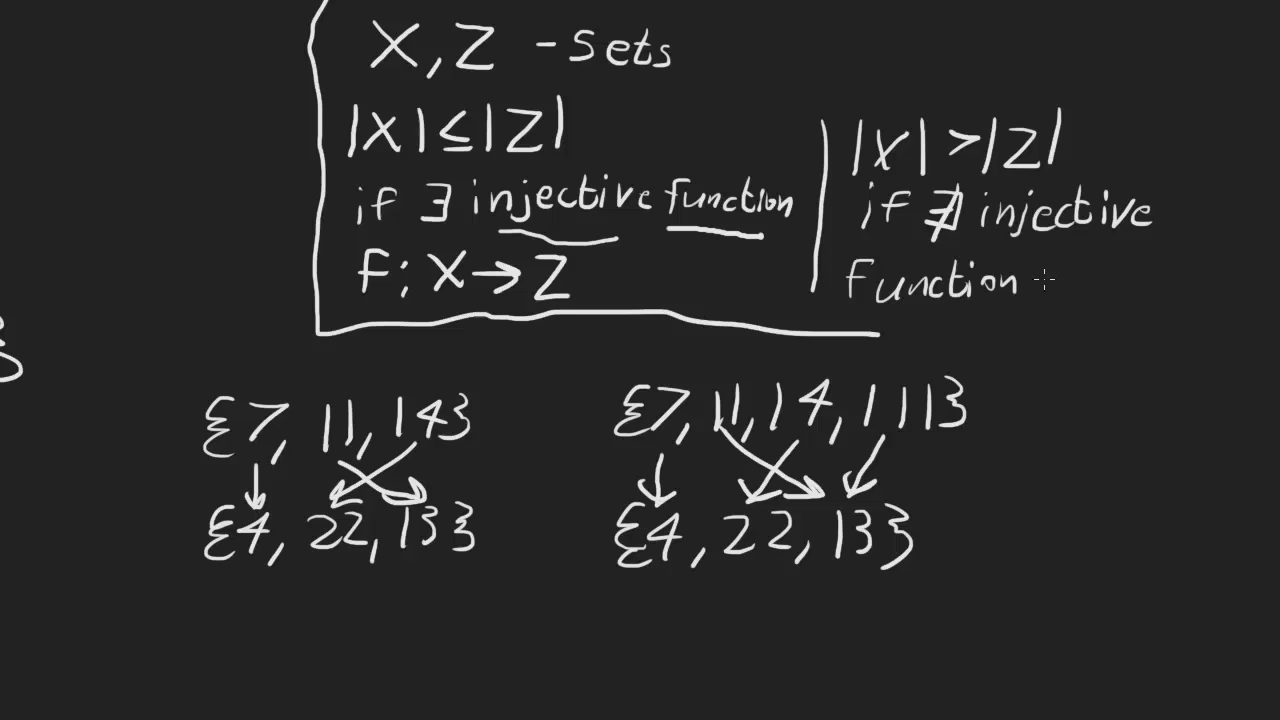 X, Z - Sets
|X| ≤ |Z|
if ∃ injective function
f: X → Z
|X| > |Z|
if ∄ injective
function
{7, 11, 14}
{4, 22, 13}
{7, 11, 14, 111}
{4, 22, 13}